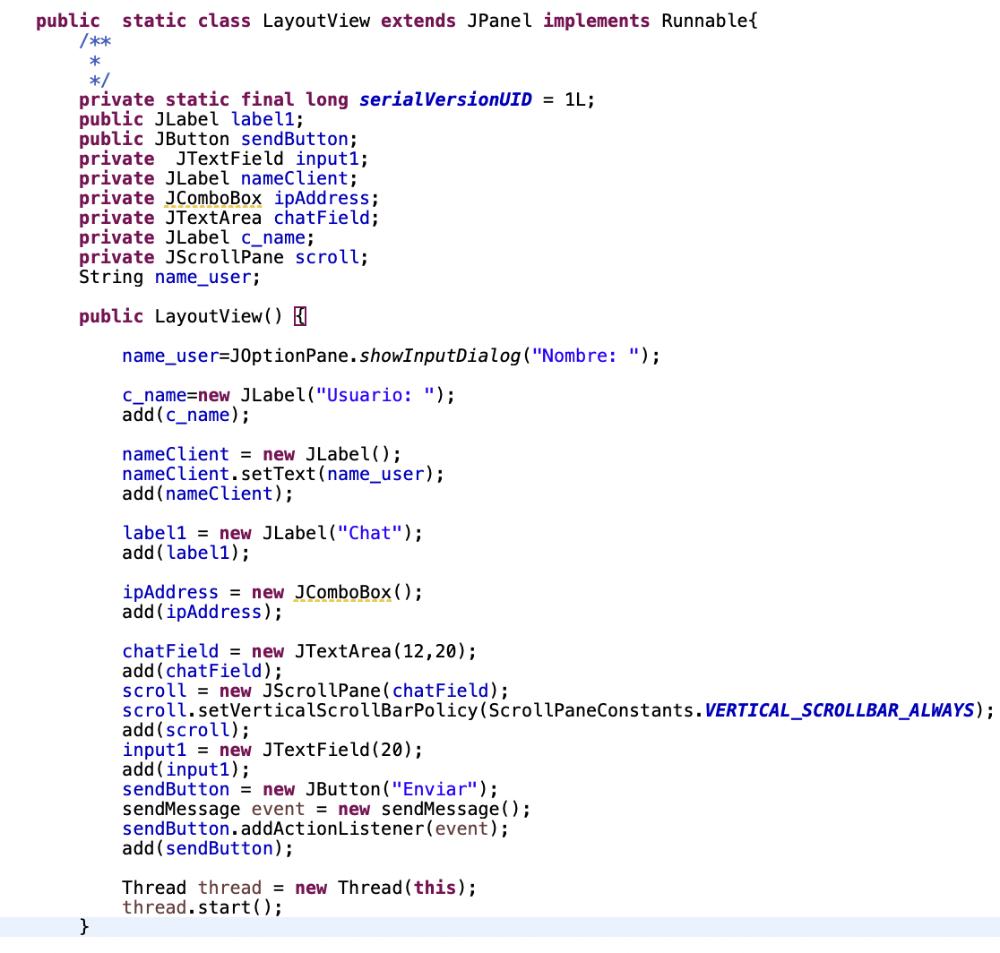 public  static class LayoutView extends JPanel implements Runnable{
    /**
     *
     */
    private static final long serialVersionUID = 1L;
    public JLabel label1;
    public JButton sendButton;
    private  JTextField input1;
    private JLabel nameClient;
    private JComboBox ipAddress;
    private JTextArea chatField;
    private JLabel c_name;
    private JScrollPane scroll;
    String name_user;

    public LayoutView() {

        name_user=JOptionPane.showInputDialog("Nombre: ");

        c_name=new JLabel("Usuario: ");
        add(c_name);

        nameClient = new JLabel();
        nameClient.setText(name_user);
        add(nameClient);

        label1 = new JLabel("Chat");
        add(label1);

        ipAddress = new JComboBox();
        add(ipAddress);

        chatField = new JTextArea(12,20);
        add(chatField);
        scroll = new JScrollPane(chatField);
        scroll.setVerticalScrollBarPolicy(ScrollPaneConstants.VERTICAL_SCROLLBAR_ALWAYS);
        add(scroll);
        input1 = new JTextField(20);
        add(input1);
        sendButton = new JButton("Enviar");
        sendMessage event = new sendMessage();
        sendButton.addActionListener(event);
        add(sendButton);

        Thread thread = new Thread(this);
        thread.start();
    }